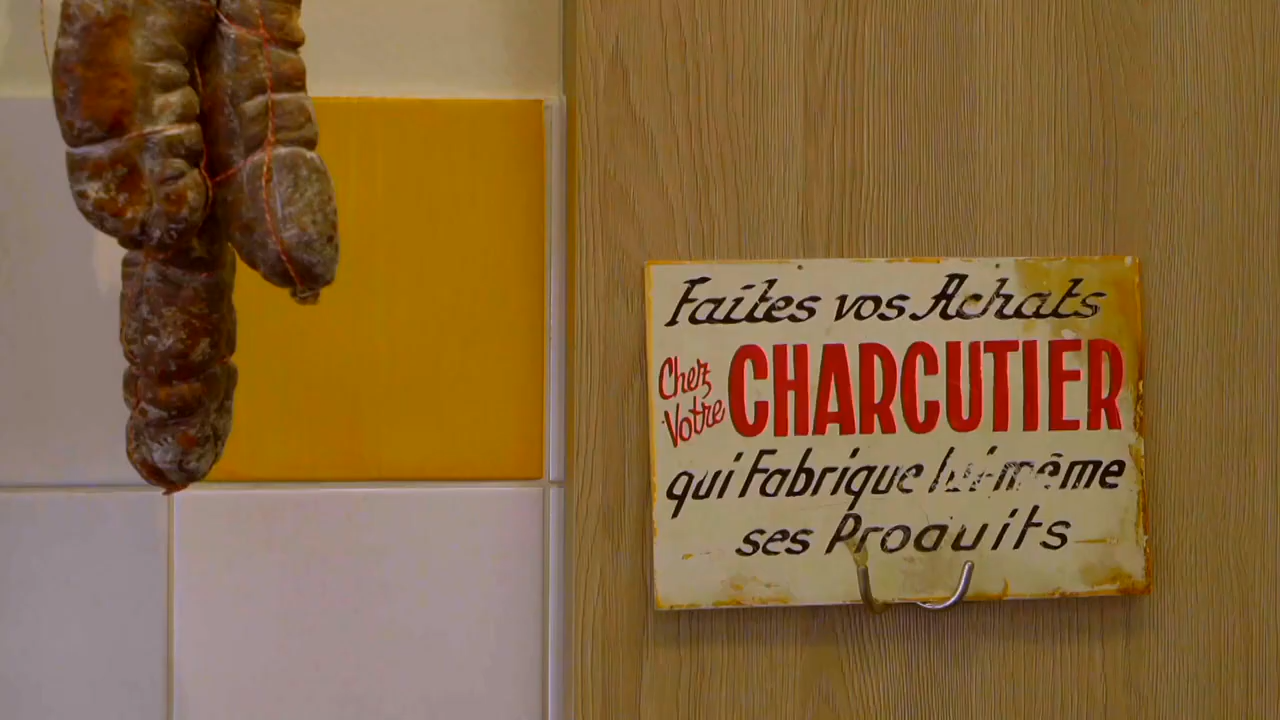 Faites vos Achats
Chez Votre CHARCUTIER
qui Fabrique lui-même
ses Produits